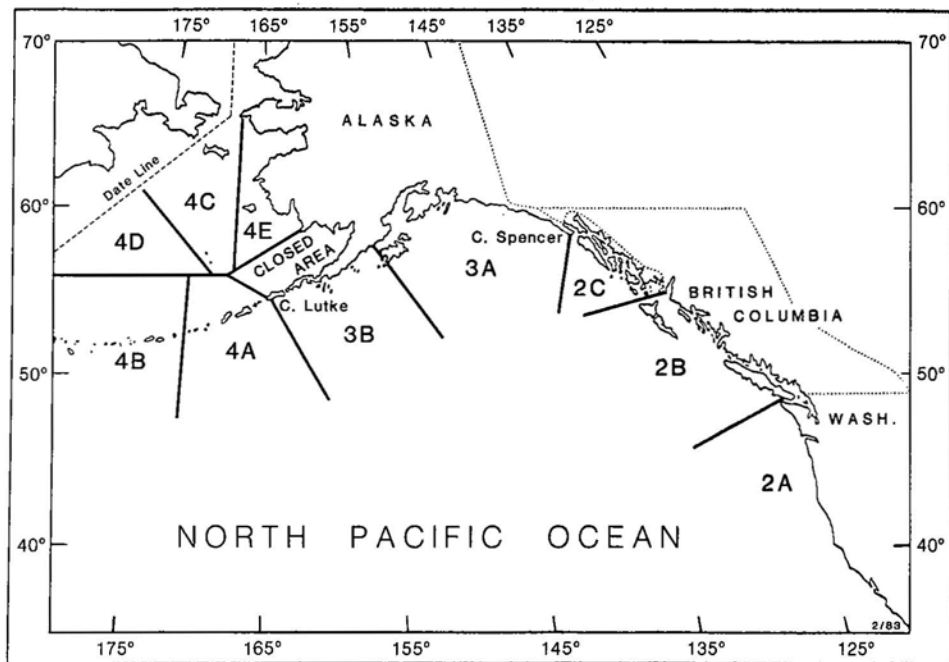 175° 165° 155° 145° 135° 125°
70° 70°
ALASKA
Date Line
4C
60° 60°
4E
4D
C. Spencer
CLOSED
AREA
3A
2C
BRITISH
COLUMBIA
C. Lutke
3B
4A
4B
2B
50° 50°
WASH.
2A
NORTH PACIFIC OCEAN
40° 40°
2/83
175° 165° 155° 145° 135° 125°